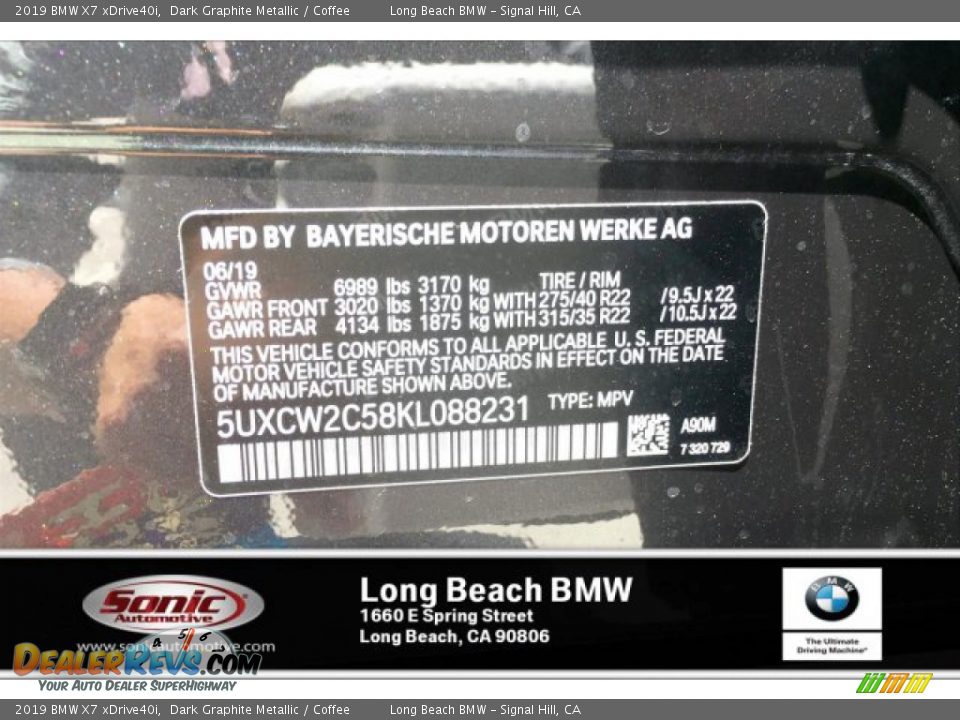 2019 BMW X7 xDrive40i, Dark Graphite Metallic / Coffee Long Beach BMW - Signal Hill, CA
MFD BY BAYERISCHE MOTOREN WERKE AG
06/19
GVWR 6989 lbs 3170 kg TIRE / RIM
GAWR FRONT 3020 lbs 1370 kg WITH 275/40 R22 /9.5J x 22
GAWR REAR 4134 lbs 1875 kg WITH 315/35 R22 /10.5J x 22
THIS VEHICLE CONFORMS TO ALL APPLICABLE U. S. FEDERAL
MOTOR VEHICLE SAFETY STANDARDS IN EFFECT ON THE DATE
OF MANUFACTURE SHOWN ABOVE.
5UXCW2C58KL088231 TYPE: MPV
A90M
7 320 729
Sonic
Automotive
www.sonicautomotive.com
Long Beach BMW
1660 E Spring Street
Long Beach, CA 90806
BMW
The Ultimate
Driving Machine®
4 5 6
DealerRevs.com
Your Auto Dealer SuperHighway
2019 BMW X7 xDrive40i, Dark Graphite Metallic / Coffee Long Beach BMW - Signal Hill, CA